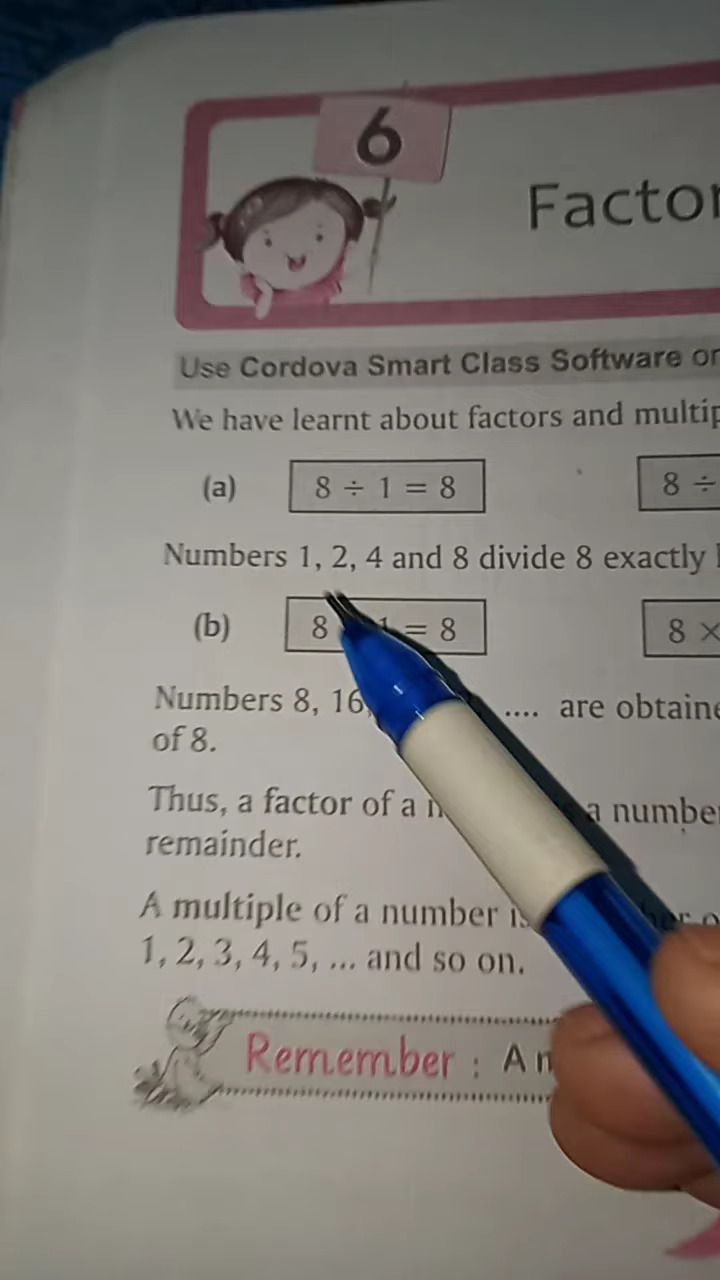 6
Factor
Use Cordova Smart Class Software or
We have learnt about factors and multip
(a) 8 ÷ 1 = 8 8 ÷
Numbers 1, 2, 4 and 8 divide 8 exactly
(b) 8 1 = 8 8 ×
Numbers 8, 16, .... are obtaine
of 8.
Thus, a factor of a a numbe
remainder.
A multiple of a number
1, 2, 3, 4, 5, ... and so on.
Remember : A